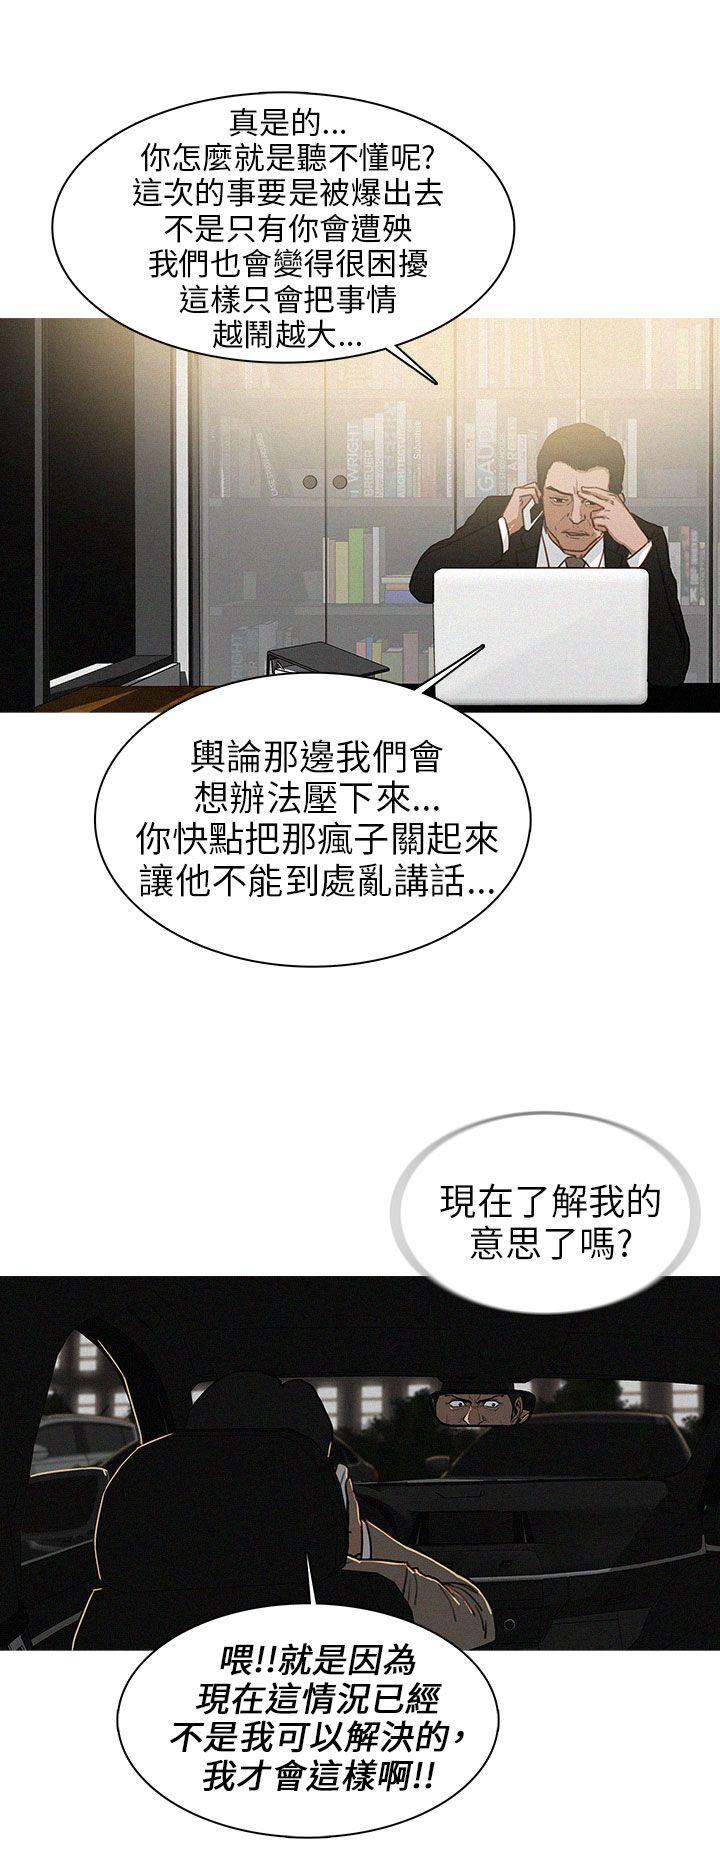 真是的...
你怎麼就是聽不懂呢?
這次的事要是被爆出去
不是只有你會遭殃
我們也會變得很困擾
這樣只會把事情
越鬧越大...
WRIGHT
BREUER
GAUDI
輿論那邊我們會
想辦法壓下來...
你快點把那瘋子關起來
讓他不能到處亂講話...
現在了解我的
意思了嗎?
喂!!就是因為
現在這情況已經
不是我可以解決的,
我才會這樣啊!!